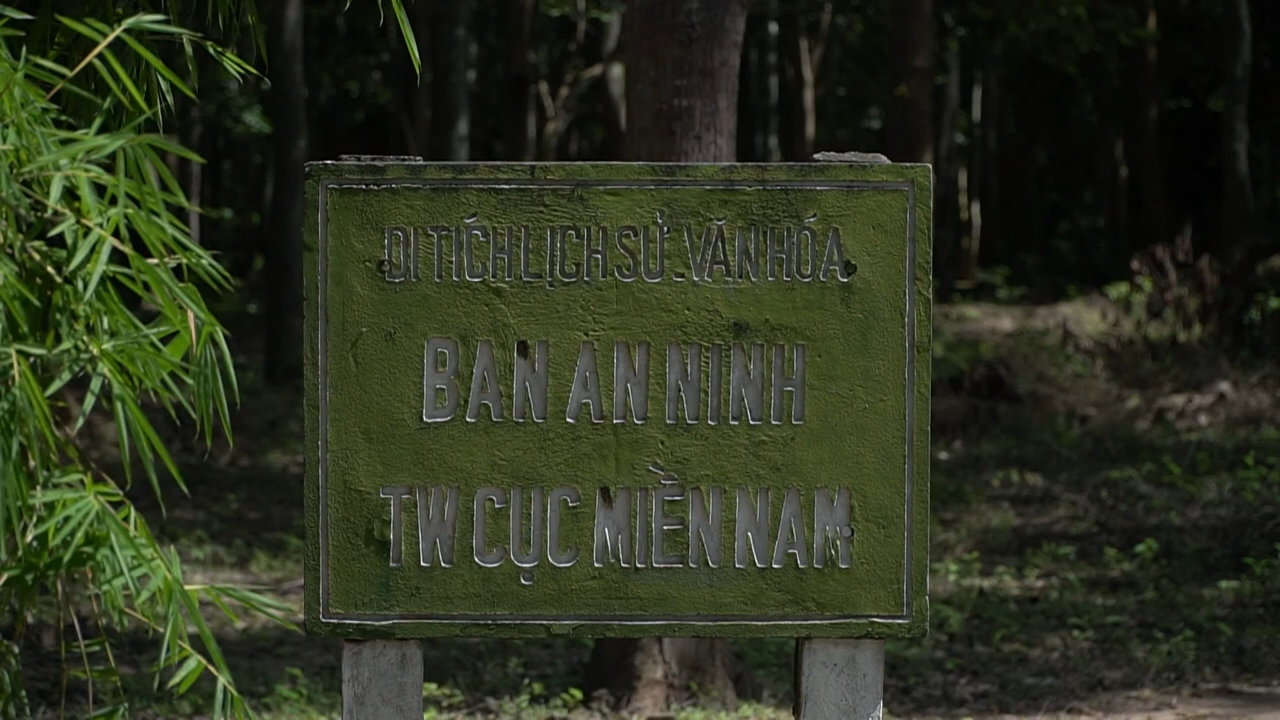 DI TÍCH LỊCH SỬ _ VĂN HÓA
BAN AN NINH
TW CỤC MIỀN NAM